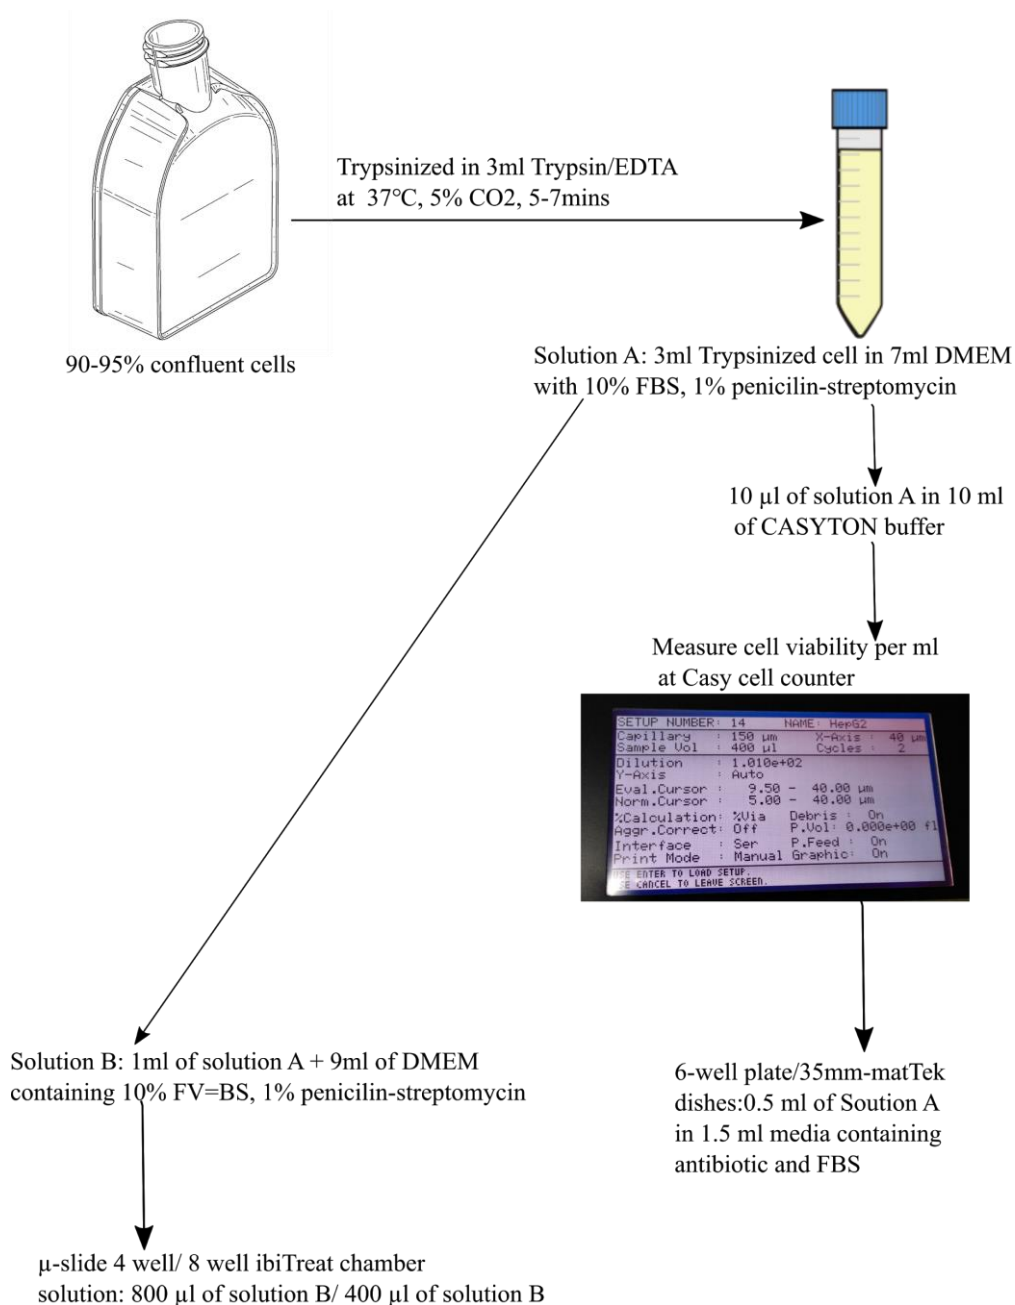 Trypsinized in 3ml Trypsin/EDTA
at 37℃, 5% CO2, 5-7mins
90-95% confluent cells
Solution A: 3ml Trypsinized cell in 7ml DMEM
with 10% FBS, 1% penicilin-streptomycin
10 µl of solution A in 10 ml
of CASYTON buffer
Measure cell viability per ml
at Casy cell counter
SETUP NUMBER: 14 NAME: HepG2
Capillary : 150 µm X-Axis : 40 µm
Sample Vol : 400 µl Cycles : 2
Dilution : 1.010e+02
Y-Axis : Auto
Eval.Cursor : 9.50 - 40.00 µm
Norm.Cursor : 5.00 - 40.00 µm
%Calculation: %Via Debris : On
Aggr.Correct: Off P.Vol: 0.000e+00 fl
Interface : Ser P.Feed : On
Print Mode : Manual Graphic: On
ENTER TO LOAD SETUP.
CANCEL TO LEAVE SCREEN.
Solution B: 1ml of solution A + 9ml of DMEM
containing 10% FV=BS, 1% penicilin-streptomycin
6-well plate/35mm-matTek
dishes:0.5 ml of Soution A
in 1.5 ml media containing
antibiotic and FBS
µ-slide 4 well/ 8 well ibiTreat chamber
solution: 800 µl of solution B/ 400 µl of solution B